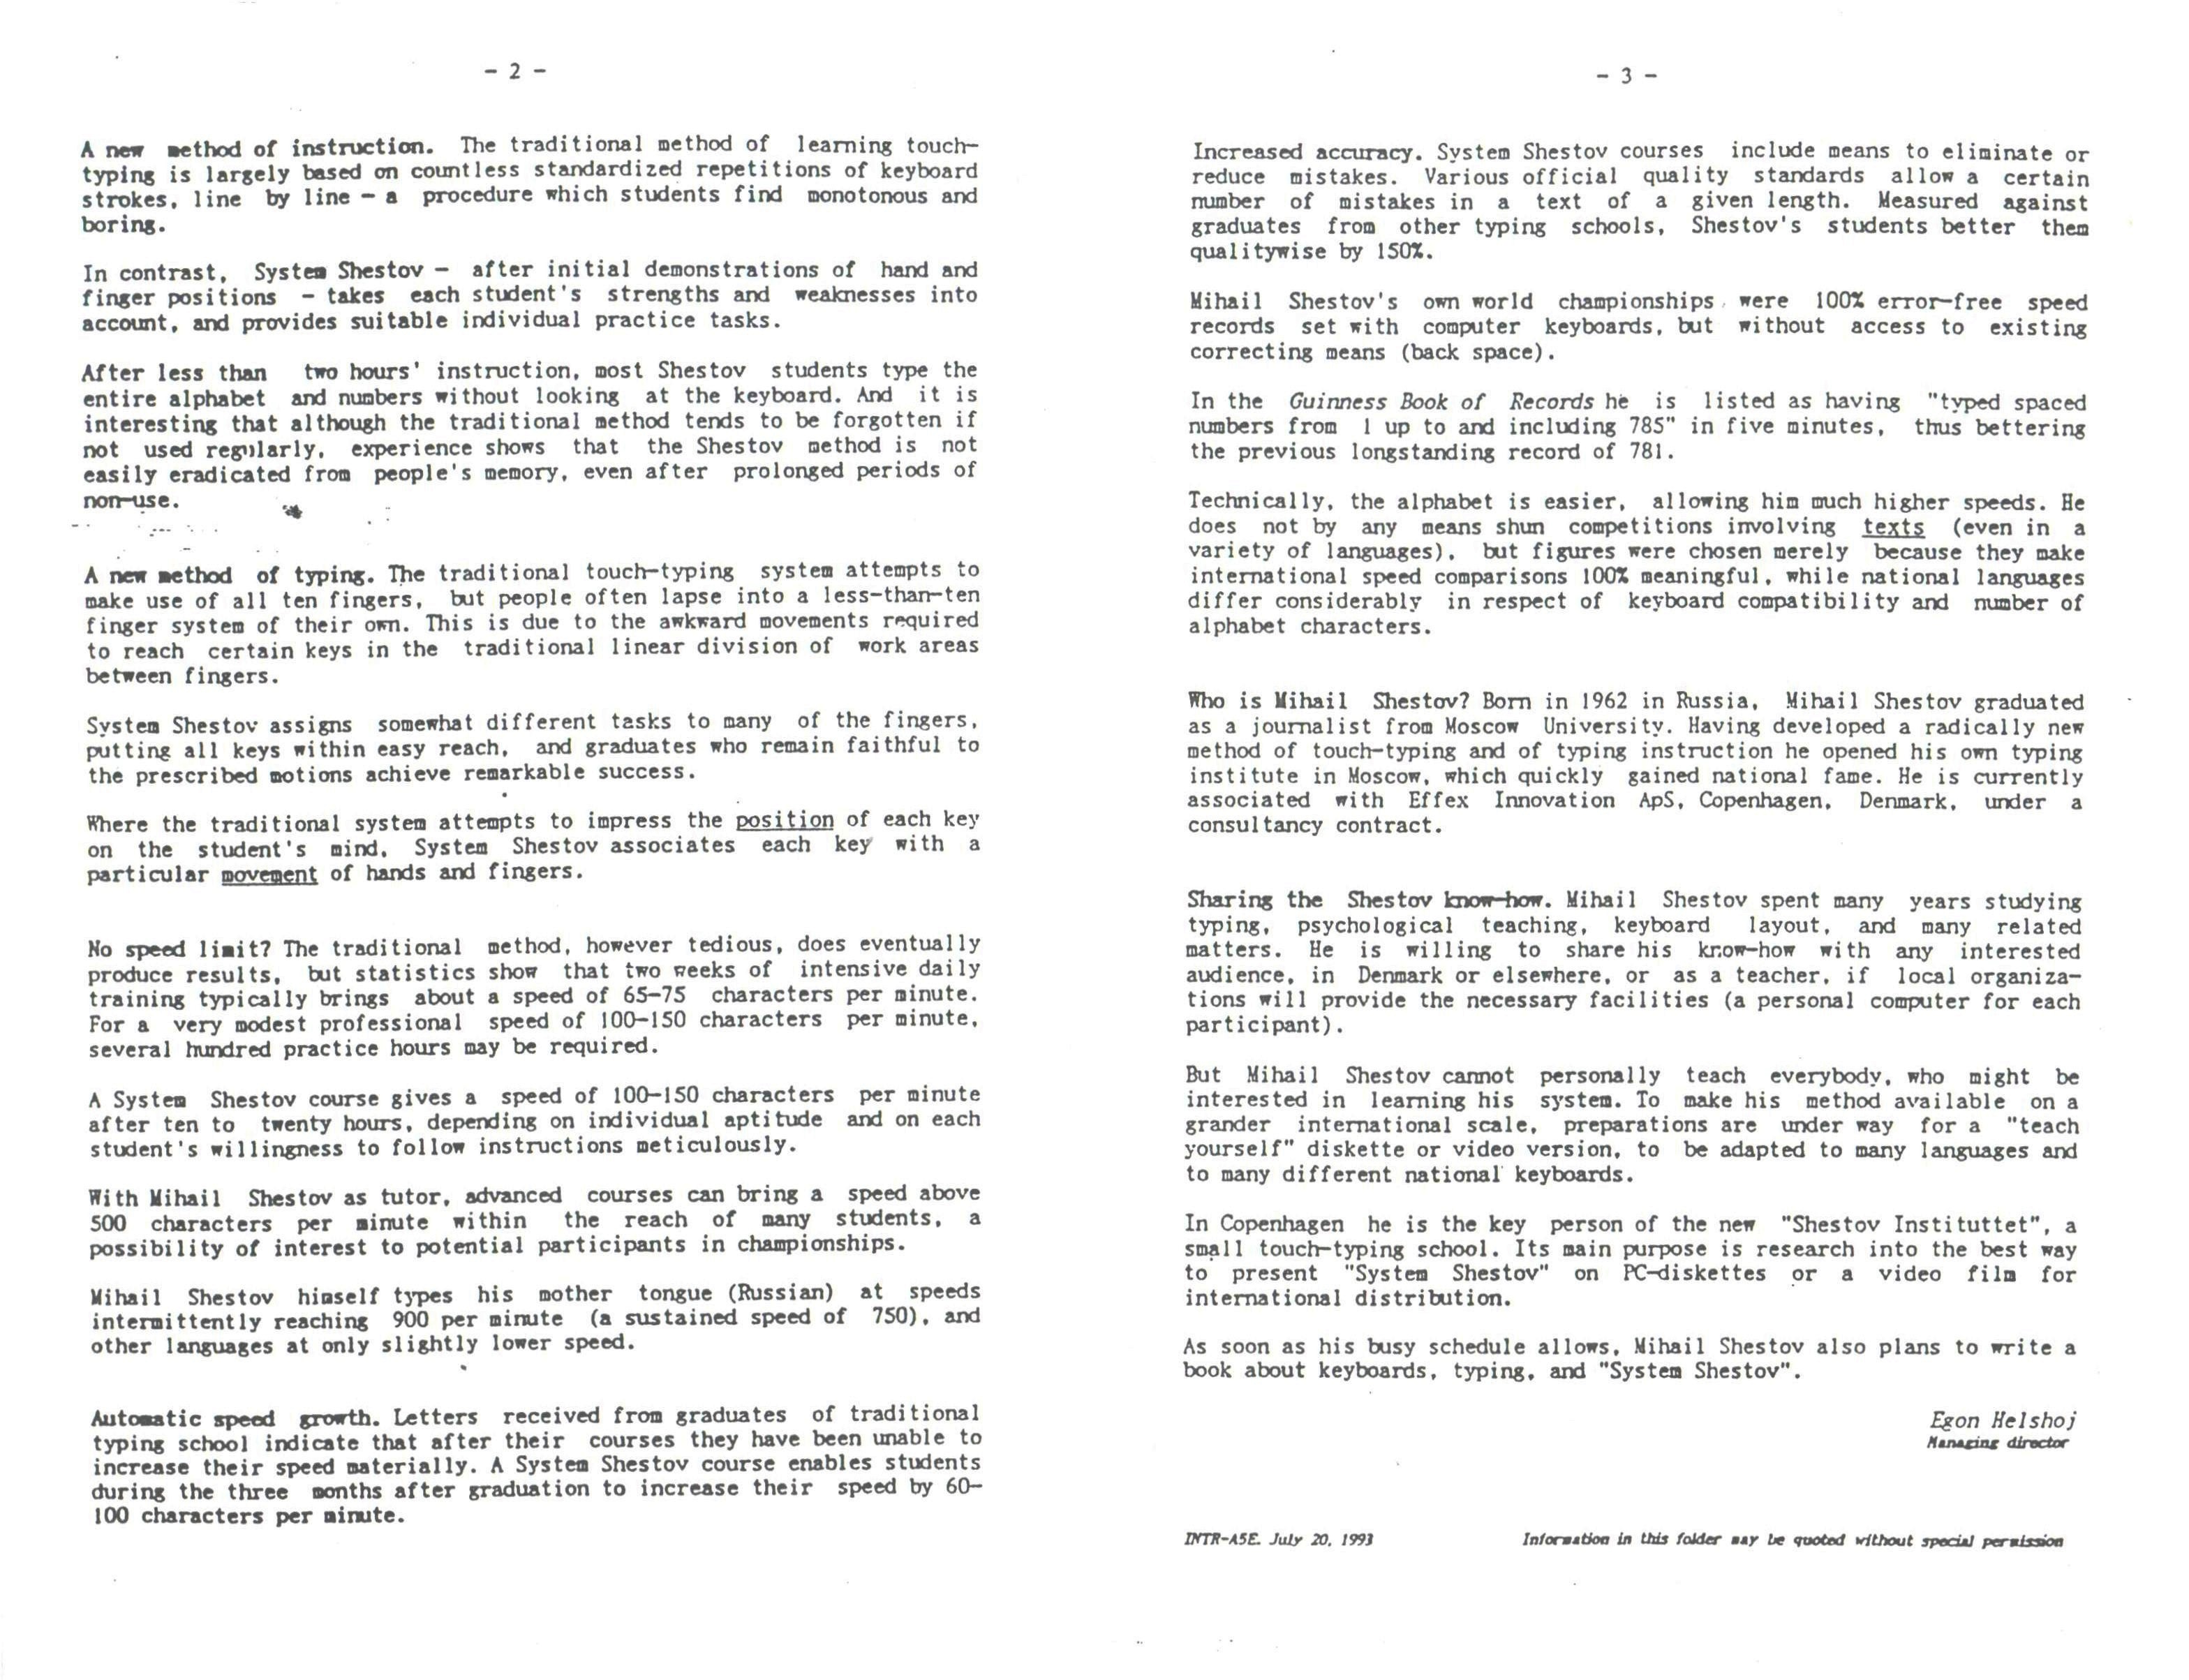 - 2 -
A new method of instruction. The traditional method of learning touch-
typing is largely based on countless standardized repetitions of keyboard
strokes, line by line - a procedure which students find monotonous and
boring.
In contrast, System Shestov - after initial demonstrations of hand and
finger positions - takes each student's strengths and weaknesses into
account, and provides suitable individual practice tasks.
After less than two hours' instruction, most Shestov students type the
entire alphabet and numbers without looking at the keyboard. And it is
interesting that although the traditional method tends to be forgotten if
not used regularly, experience shows that the Shestov method is not
easily eradicated from people's memory, even after prolonged periods of
non-use.
A new method of typing. The traditional touch-typing system attempts to
make use of all ten fingers, but people often lapse into a less-than-ten
finger system of their own. This is due to the awkward movements required
to reach certain keys in the traditional linear division of work areas
between fingers.
System Shestov assigns somewhat different tasks to many of the fingers,
putting all keys within easy reach, and graduates who remain faithful to
the prescribed motions achieve remarkable success.
Where the traditional system attempts to impress the position of each key
on the student's mind, System Shestov associates each key with a
particular movement of hands and fingers.
No speed limit? The traditional method, however tedious, does eventually
produce results, but statistics show that two weeks of intensive daily
training typically brings about a speed of 65-75 characters per minute.
For a very modest professional speed of 100-150 characters per minute,
several hundred practice hours may be required.
A System Shestov course gives a speed of 100-150 characters per minute
after ten to twenty hours, depending on individual aptitude and on each
student's willingness to follow instructions meticulously.
With Mihail Shestov as tutor, advanced courses can bring a speed above
500 characters per minute within the reach of many students, a
possibility of interest to potential participants in championships.
Mihail Shestov himself types his mother tongue (Russian) at speeds
intermittently reaching 900 per minute (a sustained speed of 750), and
other languages at only slightly lower speed.
Automatic speed growth. Letters received from graduates of traditional
typing school indicate that after their courses they have been unable to
increase their speed materially. A System Shestov course enables students
during the three months after graduation to increase their speed by 60-
100 characters per minute.
- 3 -
Increased accuracy. System Shestov courses include means to eliminate or
reduce mistakes. Various official quality standards allow a certain
number of mistakes in a text of a given length. Measured against
graduates from other typing schools, Shestov's students better them
qualitywise by 150%.
Mihail Shestov's own world championships were 100% error-free speed
records set with computer keyboards, but without access to existing
correcting means (back space).
In the Guinness Book of Records he is listed as having "typed spaced
numbers from 1 up to and including 785" in five minutes, thus bettering
the previous longstanding record of 781.
Technically, the alphabet is easier, allowing him much higher speeds. He
does not by any means shun competitions involving texts (even in a
variety of languages), but figures were chosen merely because they make
international speed comparisons 100% meaningful, while national languages
differ considerably in respect of keyboard compatibility and number of
alphabet characters.
Who is Mihail Shestov? Born in 1962 in Russia, Mihail Shestov graduated
as a journalist from Moscow University. Having developed a radically new
method of touch-typing and of typing instruction he opened his own typing
institute in Moscow, which quickly gained national fame. He is currently
associated with Effex Innovation ApS, Copenhagen, Denmark, under a
consultancy contract.
Sharing the Shestov know-how. Mihail Shestov spent many years studying
typing, psychological teaching, keyboard layout, and many related
matters. He is willing to share his know-how with any interested
audience, in Denmark or elsewhere, or as a teacher, if local organiza-
tions will provide the necessary facilities (a personal computer for each
participant).
But Mihail Shestov cannot personally teach everybody, who might be
interested in learning his system. To make his method available on a
grander international scale, preparations are under way for a "teach
yourself" diskette or video version, to be adapted to many languages and
to many different national keyboards.
In Copenhagen he is the key person of the new "Shestov Instituttet", a
small touch-typing school. Its main purpose is research into the best way
to present "System Shestov" on PC-diskettes or a video film for
international distribution.
As soon as his busy schedule allows, Mihail Shestov also plans to write a
book about keyboards, typing, and "System Shestov".
Egon Helshoj
Managing director
INTR-A5E. July 20, 1993 Information in this folder may be quoted without special permission